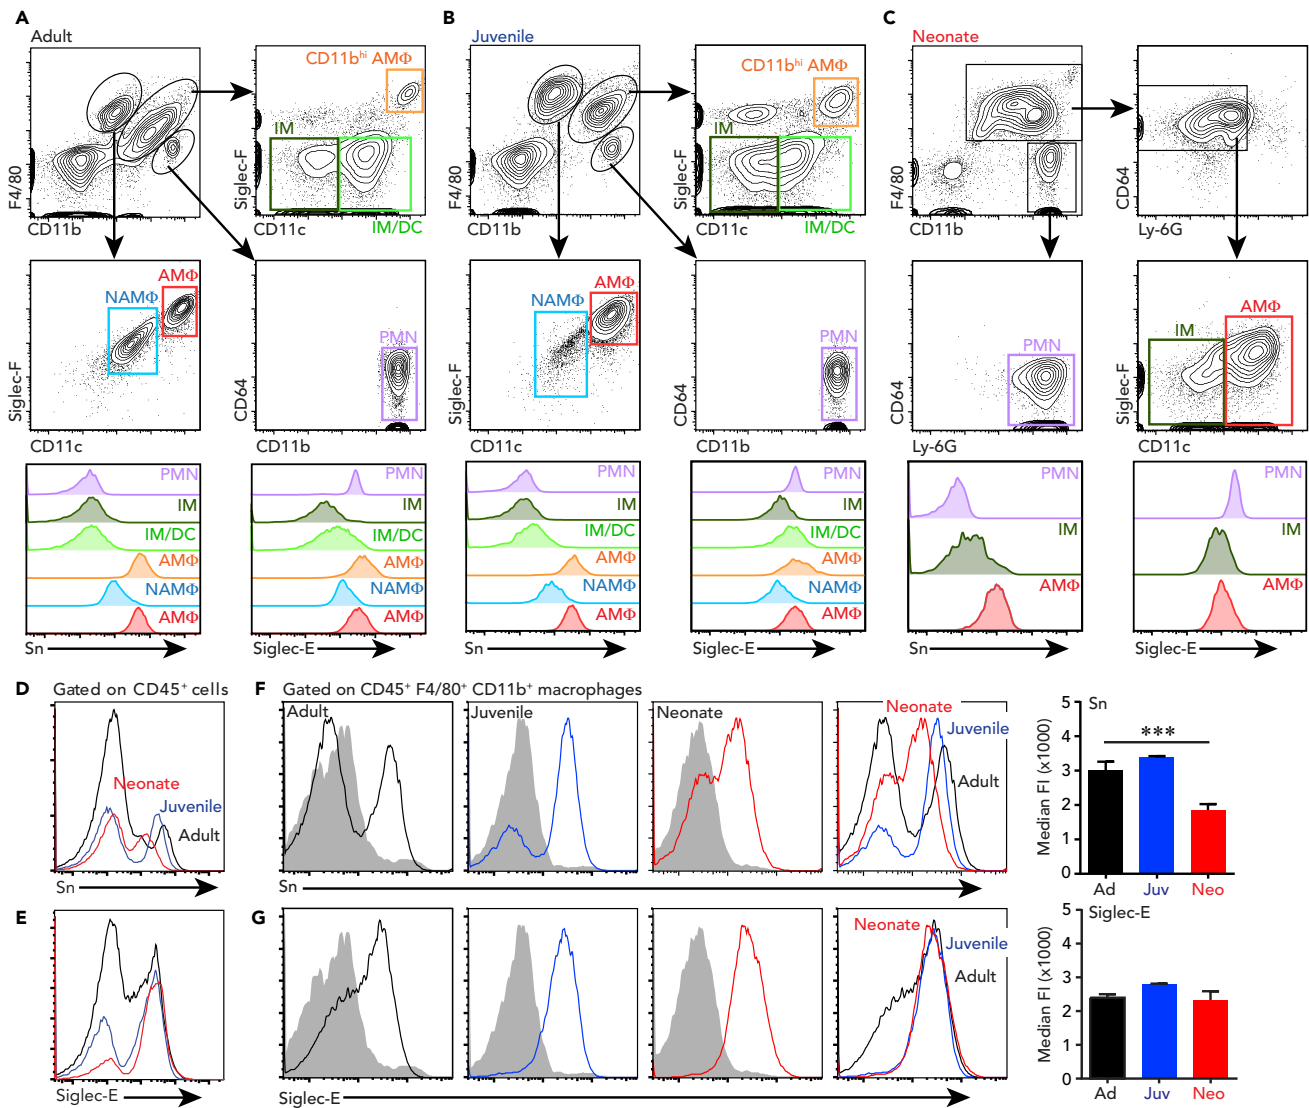 A
Adult
F4/80
CD11b
CD11bhi AMΦ
IM
IM/DC
Siglec-F
CD11c
NAMΦ
AMΦ
Siglec-F
CD11c
PMN
CD64
CD11b
PMN
IM
IM/DC
AMΦ
NAMΦ
AMΦ
Sn
PMN
IM
IM/DC
AMΦ
NAMΦ
AMΦ
Siglec-E
B
Juvenile
F4/80
CD11b
CD11bhi AMΦ
IM
IM/DC
Siglec-F
CD11c
NAMΦ
AMΦ
Siglec-F
CD11c
PMN
CD64
CD11b
PMN
IM
IM/DC
AMΦ
NAMΦ
AMΦ
Sn
PMN
IM
IM/DC
AMΦ
NAMΦ
AMΦ
Siglec-E
C
Neonate
F4/80
CD11b
CD64
Ly-6G
PMN
CD64
Ly-6G
IM
AMΦ
Siglec-F
CD11c
PMN
IM
AMΦ
Sn
PMN
IM
AMΦ
Siglec-E
D
Gated on CD45+ cells
Neonate
Juvenile
Adult
Sn
E
Siglec-E
F
Gated on CD45+ F4/80+ CD11b+ macrophages
Adult
Juvenile
Neonate
Neonate
Juvenile
Adult
Sn
Sn
***
Median FI (x1000)
5
4
3
2
1
0
Ad
Juv
Neo
G
Neonate
Juvenile
Adult
Siglec-E
Siglec-E
Median FI (x1000)
5
4
3
2
1
0
Ad
Juv
Neo